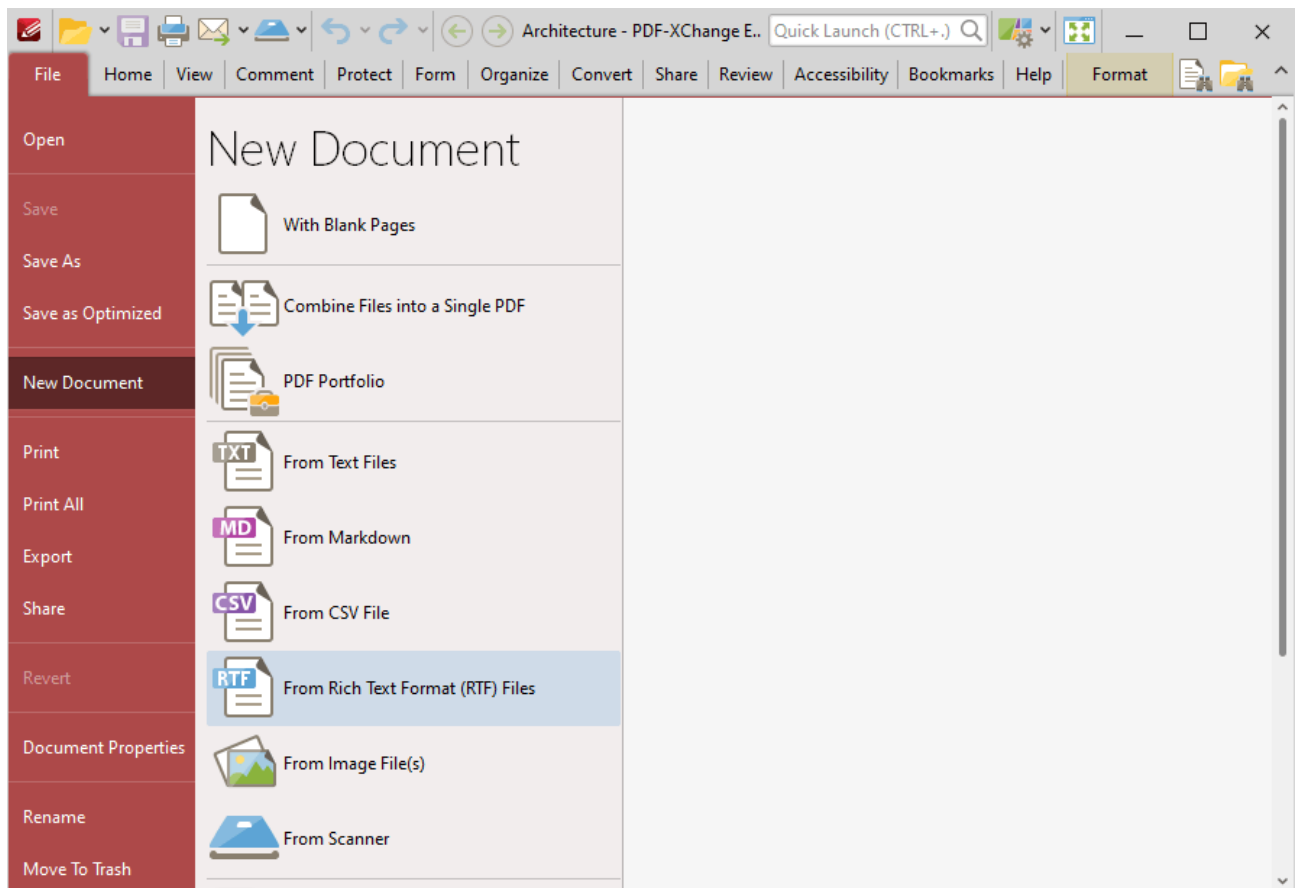 Architecture - PDF-XChange E..
Quick Launch (CTRL+.)
File Home View Comment Protect Form Organize Convert Share Review Accessibility Bookmarks Help Format
Open
Save
Save As
Save as Optimized
New Document
Print
Print All
Export
Share
Revert
Document Properties
Rename
Move To Trash
New Document
With Blank Pages
Combine Files into a Single PDF
PDF Portfolio
TXT From Text Files
MD From Markdown
CSV From CSV File
RTF From Rich Text Format (RTF) Files
From Image File(s)
From Scanner